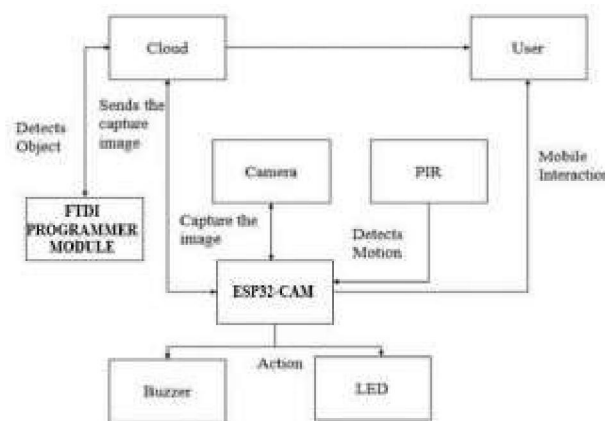 Cloud
User
Sends the
capture
image
Detects
Object
Camera
PIR
Mobile
Interaction
FTDI
PROGRAMMER
MODULE
Capture the
image
Detects
Motion
ESP32-CAM
Action
Buzzer
LED